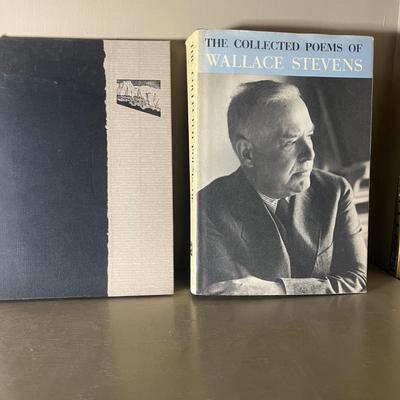 THE COLLECTED POEMS OF
WALLACE STEVENS